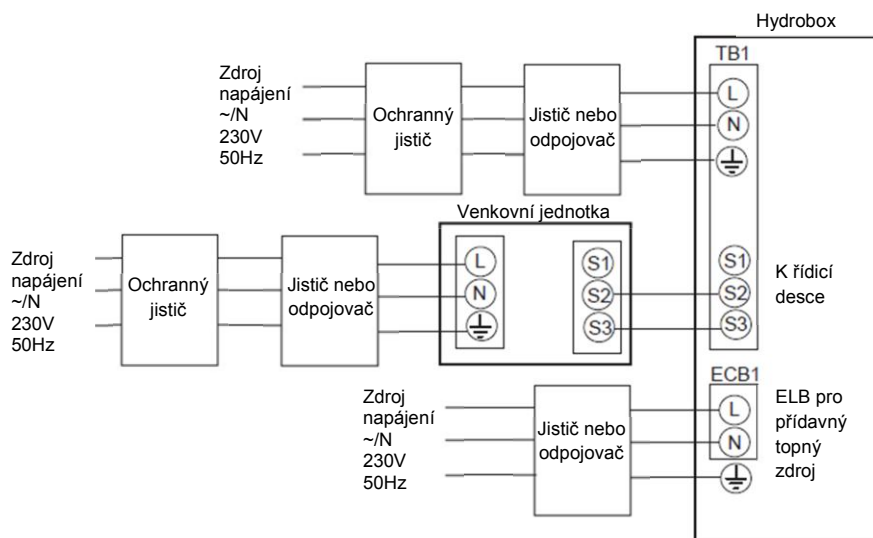 Hydrobox
TB1
Zdroj
napájení
~/N
230V
50Hz
Ochranný
jistič
Jistič nebo
odpojovač
L
N
Venkovní jednotka
Zdroj
napájení
~/N
230V
50Hz
Ochranný
jistič
Jistič nebo
odpojovač
L
N
S1
S2
S3
S1
S2
S3
K řídicí
desce
ECB1
Zdroj
napájení
~/N
230V
50Hz
Jistič nebo
odpojovač
L
N
ELB pro
přídavný
topný
zdroj